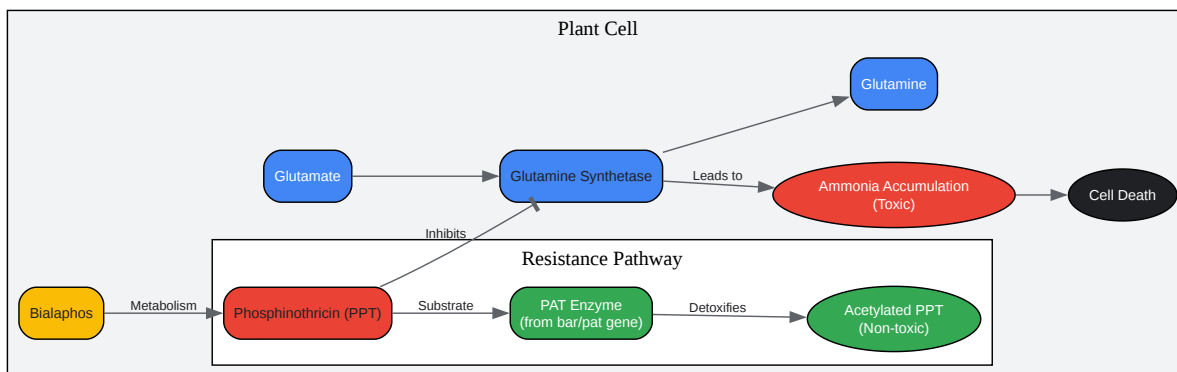 Plant Cell
Glutamine
Glutamate
Glutamine Synthetase
Leads to
Ammonia Accumulation
(Toxic)
Cell Death
Inhibits
Resistance Pathway
Bialaphos
Metabolism
Phosphinothricin (PPT)
Substrate
PAT Enzyme
(from bar/pat gene)
Detoxifies
Acetylated PPT
(Non-toxic)